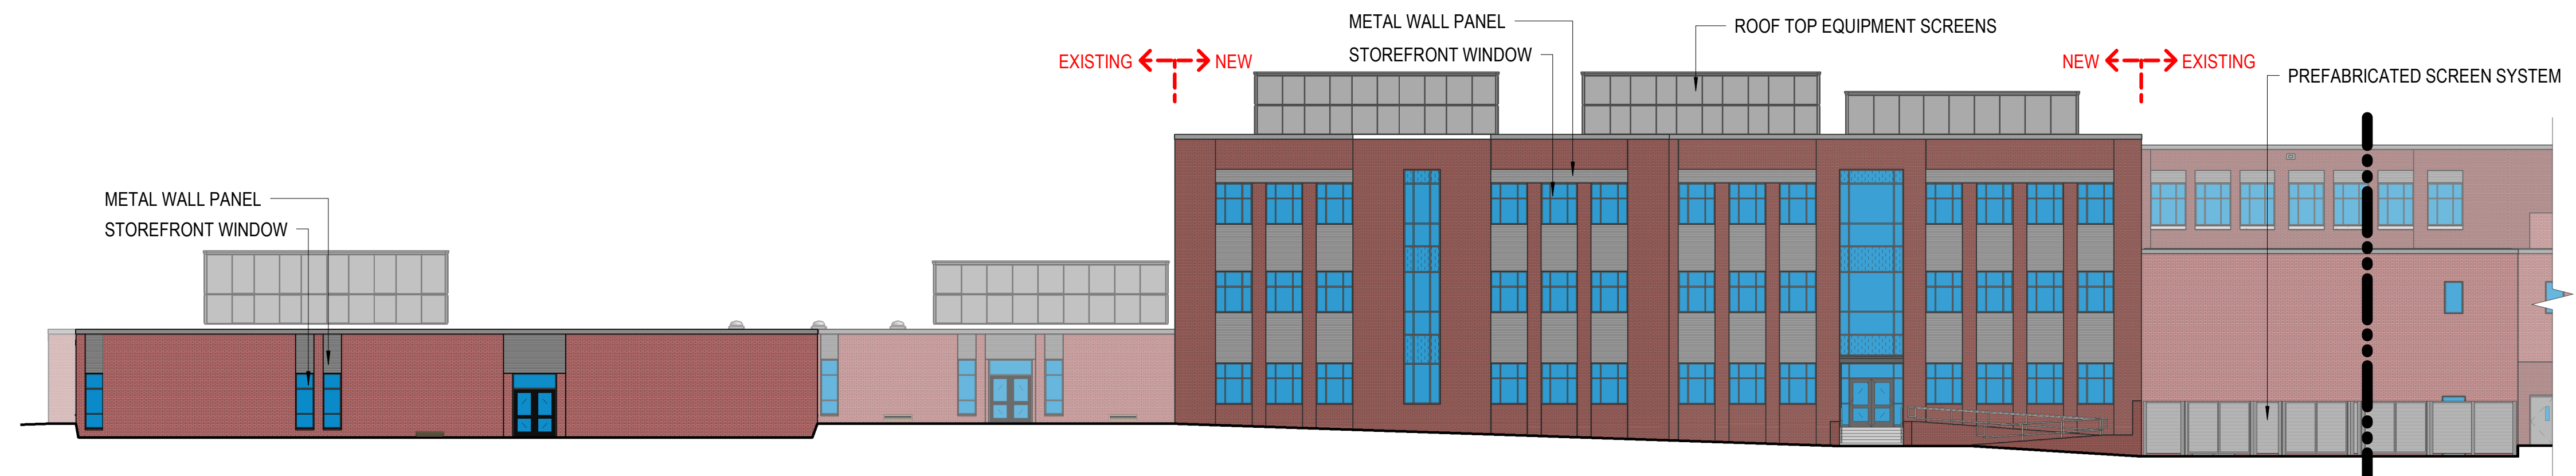 METAL WALL PANEL
STOREFRONT WINDOW
EXISTING
NEW
METAL WALL PANEL
STOREFRONT WINDOW
ROOF TOP EQUIPMENT SCREENS
NEW
EXISTING
PREFABRICATED SCREEN SYSTEM